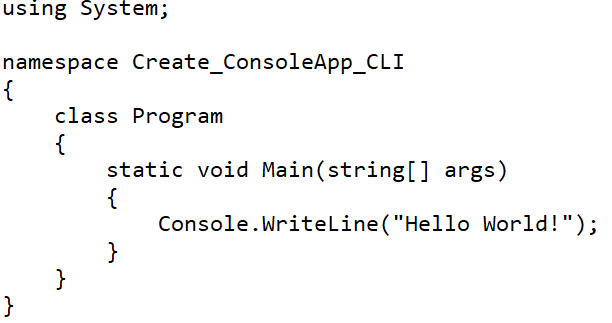 using System;

namespace Create_ConsoleApp_CLI
{
    class Program
    {
        static void Main(string[] args)
        {
            Console.WriteLine("Hello World!");
        }
    }
}